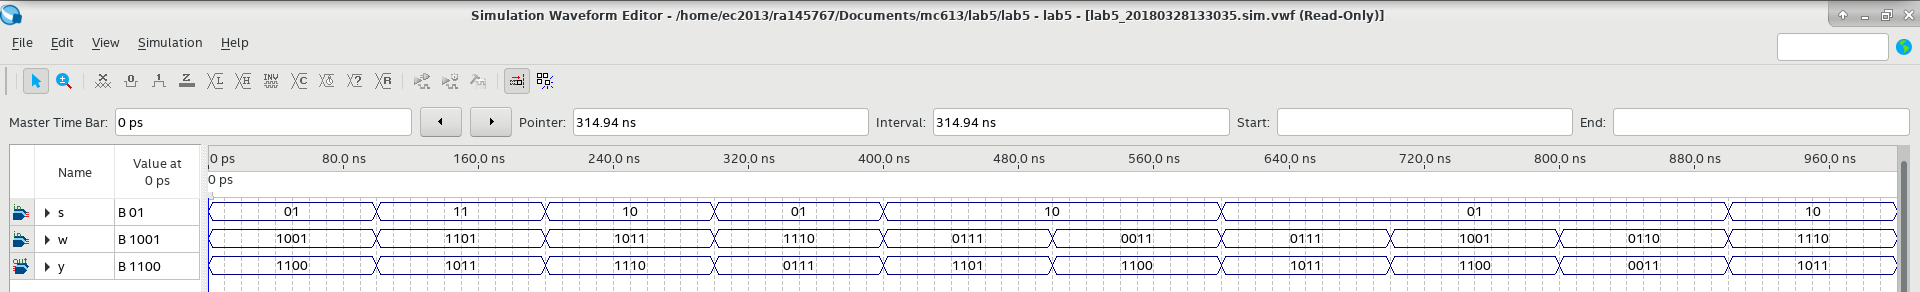 Simulation Waveform Editor - /home/ec2013/ra145767/Documents/mc613/lab5/lab5 - lab5 - [lab5_20180328133035.sim.vwf (Read-Only)]
File Edit View Simulation Help
Master Time Bar: 0 ps Pointer: 314.94 ns Interval: 314.94 ns Start: End:
Name Value at 0 ps 0 ps 80.0 ns 160.0 ns 240.0 ns 320.0 ns 400.0 ns 480.0 ns 560.0 ns 640.0 ns 720.0 ns 800.0 ns 880.0 ns 960.0 ns
0 ps
s B 01 01 11 10 01 10 01 10
w B 1001 1001 1101 1011 1110 0111 0011 0111 1001 0110 1110
y B 1100 1100 1011 1110 0111 1101 1100 1011 1100 0011 1011